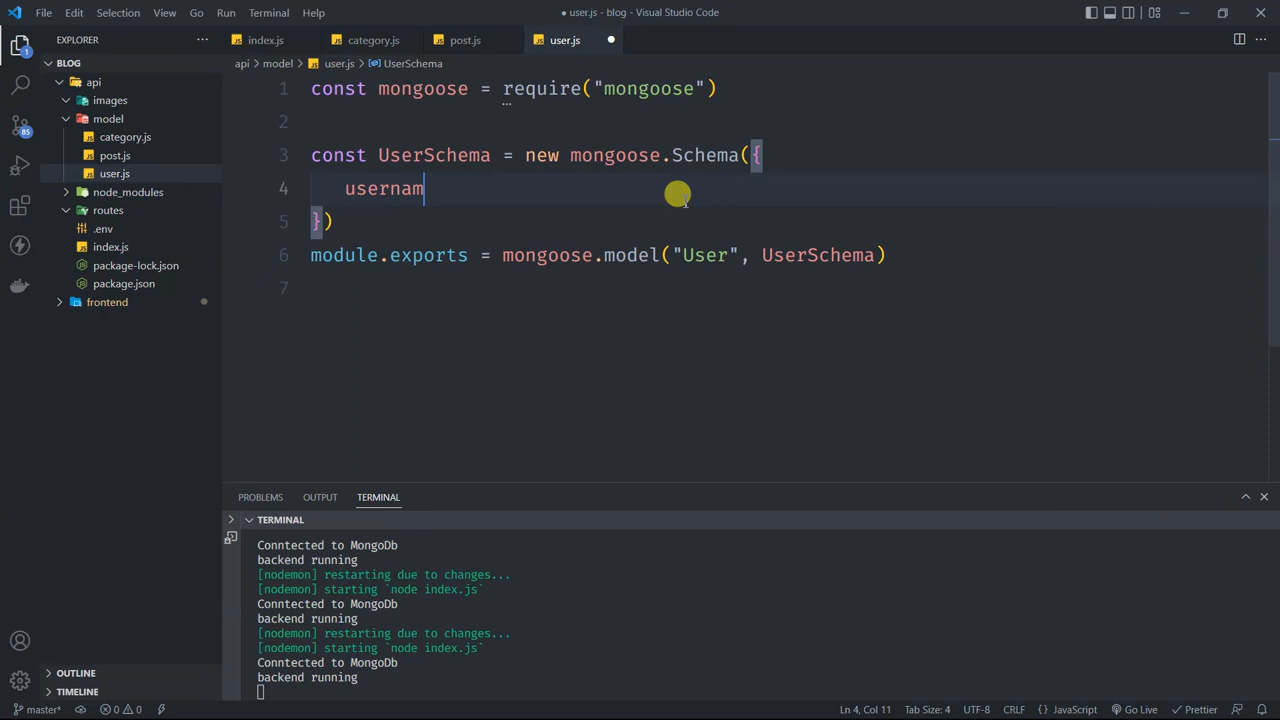 File Edit Selection View Go Run Terminal Help ● user.js - blog - Visual Studio Code
EXPLORER ...
index.js category.js post.js user.js ●
BLOG
api > model > user.js > UserSchema
api
images
model
category.js
post.js
user.js
node_modules
routes
.env
index.js
package-lock.json
package.json
frontend
1
85
1 const mongoose = require("mongoose")
2
3 const UserSchema = new mongoose.Schema({
4 usernam
5 })
6 module.exports = mongoose.model("User", UserSchema)
7
PROBLEMS OUTPUT TERMINAL
TERMINAL
Conntected to MongoDb
backend running
[nodemon] restarting due to changes...
[nodemon] starting `node index.js`
Conntected to MongoDb
backend running
[nodemon] restarting due to changes...
[nodemon] starting `node index.js`
Conntected to MongoDb
backend running
OUTLINE
TIMELINE
master* 0 0 Ln 4, Col 11 Tab Size: 4 UTF-8 CRLF {} JavaScript Go Live Prettier